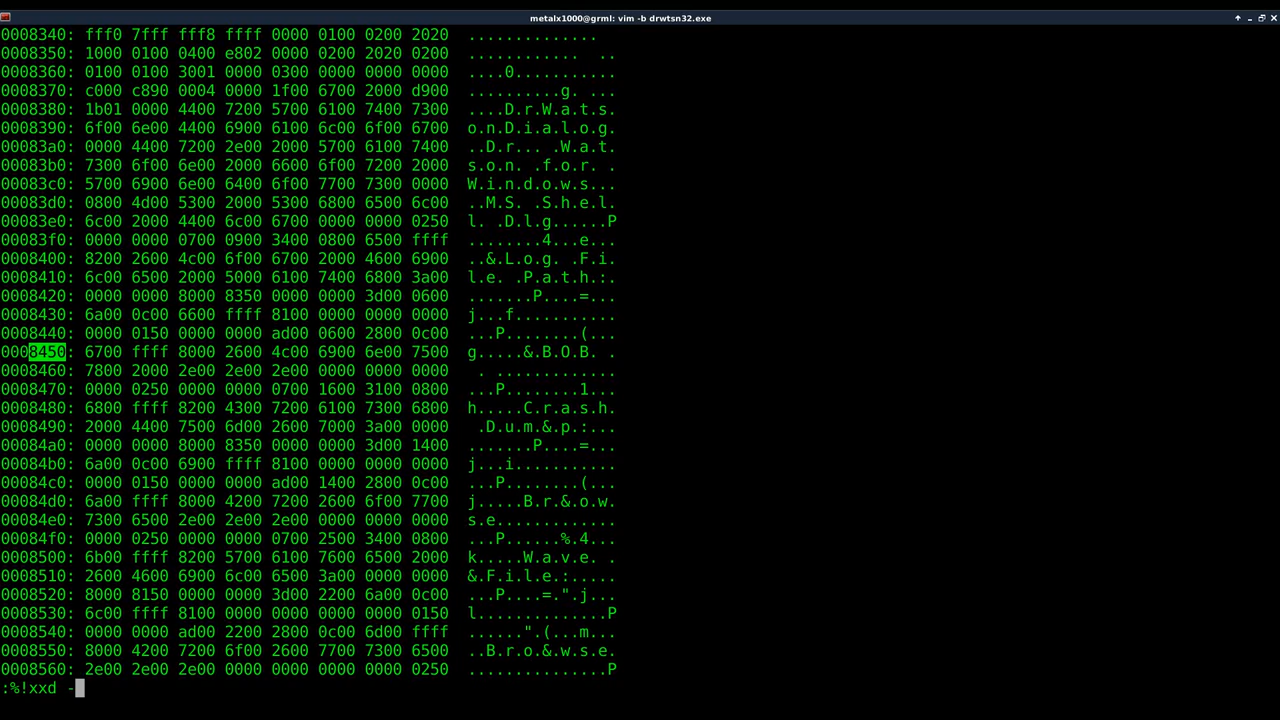 metalx1000@grml: vim -b drwtsn32.exe
0008340: fff0 7fff fff8 ffff 0000 0100 0200 2020  ..............
0008350: 1000 0100 0400 e802 0000 0200 2020 0200  ............  ..
0008360: 0100 0100 3001 0000 0300 0000 0000 0000  ....0...........
0008370: c000 c890 0004 0000 1f00 6700 2000 d900  ..........g. ...
0008380: 1b01 0000 4400 7200 5700 6100 7400 7300  ....D.r.W.a.t.s.
0008390: 6f00 6e00 4400 6900 6100 6c00 6f00 6700  o.n.D.i.a.l.o.g.
00083a0: 0000 4400 7200 2e00 2000 5700 6100 7400  ..D.r... .W.a.t.
00083b0: 7300 6f00 6e00 2000 6600 6f00 7200 2000  s.o.n. .f.o.r. .
00083c0: 5700 6900 6e00 6400 6f00 7700 7300 0000  W.i.n.d.o.w.s...
00083d0: 0800 4d00 5300 2000 5300 6800 6500 6c00  ..M.S. .S.h.e.l.
00083e0: 6c00 2000 4400 6c00 6700 0000 0000 0250  l. .D.l.g......P
00083f0: 0000 0000 0700 0900 3400 0800 6500 ffff  ........4...e...
0008400: 8200 2600 4c00 6f00 6700 2000 4600 6900  ..&.L.o.g. .F.i.
0008410: 6c00 6500 2000 5000 6100 7400 6800 3a00  l.e. .P.a.t.h.:.
0008420: 0000 0000 8000 8350 0000 0000 3d00 0600  .......P....=...
0008430: 6a00 0c00 6600 ffff 8100 0000 0000 0000  j...f...........
0008440: 0000 0150 0000 0000 ad00 0600 2800 0c00  ...P........(...
0008450: 6700 ffff 8000 2600 4c00 6900 6e00 7500  g.....&.B.O.B. .
0008460: 7800 2000 2e00 2e00 2e00 0000 0000 0000   . .............
0008470: 0000 0250 0000 0000 0700 1600 3100 0800  ...P........1...
0008480: 6800 ffff 8200 4300 7200 6100 7300 6800  h.....C.r.a.s.h.
0008490: 2000 4400 7500 6d00 2600 7000 3a00 0000   .D.u.m.&.p.:...
00084a0: 0000 0000 8000 8350 0000 0000 3d00 1400  .......P....=...
00084b0: 6a00 0c00 6900 ffff 8100 0000 0000 0000  j...i...........
00084c0: 0000 0150 0000 0000 ad00 1400 2800 0c00  ...P........(...
00084d0: 6a00 ffff 8000 4200 7200 2600 6f00 7700  j.....B.r.&.o.w.
00084e0: 7300 6500 2e00 2e00 2e00 0000 0000 0000  s.e.............
00084f0: 0000 0250 0000 0000 0700 2500 3400 0800  ...P......%.4...
0008500: 6b00 ffff 8200 5700 6100 7600 6500 2000  k.....W.a.v.e. .
0008510: 2600 4600 6900 6c00 6500 3a00 0000 0000  &.F.i.l.e.:.....
0008520: 8000 8150 0000 0000 3d00 2200 6a00 0c00  ...P....=.".j...
0008530: 6c00 ffff 8100 0000 0000 0000 0000 0150  l..............P
0008540: 0000 0000 ad00 2200 2800 0c00 6d00 ffff  ......".(...m...
0008550: 8000 4200 7200 6f00 2600 7700 7300 6500  ..B.r.o.&.w.s.e.
0008560: 2e00 2e00 2e00 0000 0000 0000 0000 0250  ...............P
:%!xxd -